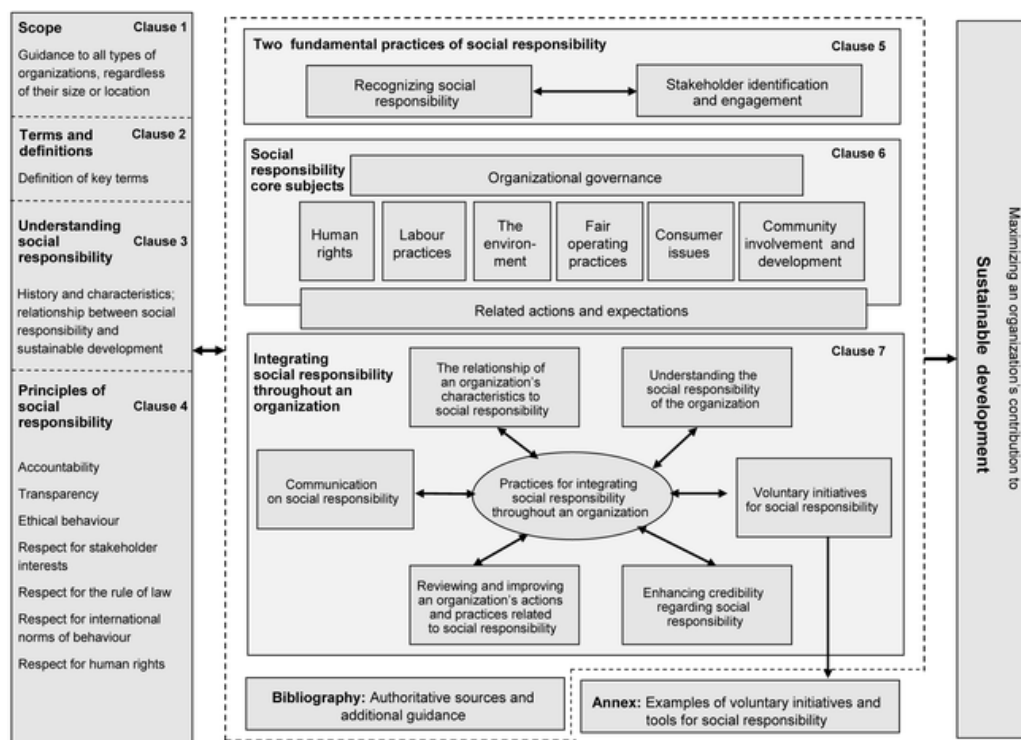 Scope Clause 1
Guidance to all types of
organizations, regardless
of their size or location
Terms and
definitions Clause 2
Definition of key terms
Understanding
social Clause 3
responsibility
History and characteristics;
relationship between social
responsibility and
sustainable development
Principles of
social Clause 4
responsibility
Accountability
Transparency
Ethical behaviour
Respect for stakeholder
interests
Respect for the rule of law
Respect for international
norms of behaviour
Respect for human rights
Two fundamental practices of social responsibility Clause 5
Recognizing social
responsibility
Stakeholder identification
and engagement
Social
responsibility
core subjects
Clause 6
Organizational governance
Human
rights
Labour
practices
The
environ-
ment
Fair
operating
practices
Consumer
issues
Community
involvement and
development
Related actions and expectations
Integrating
social responsibility
throughout an
organization
Clause 7
The relationship of
an organization's
characteristics to
social responsibility
Understanding the
social responsibility
of the organization
Communication
on social responsibility
Practices for integrating
social responsibility
throughout an organization
Voluntary initiatives
for social responsibility
Reviewing and improving
an organization's actions
and practices related
to social responsibility
Enhancing credibility
regarding social
responsibility
Bibliography: Authoritative sources and
additional guidance
Annex: Examples of voluntary initiatives and
tools for social responsibility
Maximizing an organization's contribution to
Sustainable development